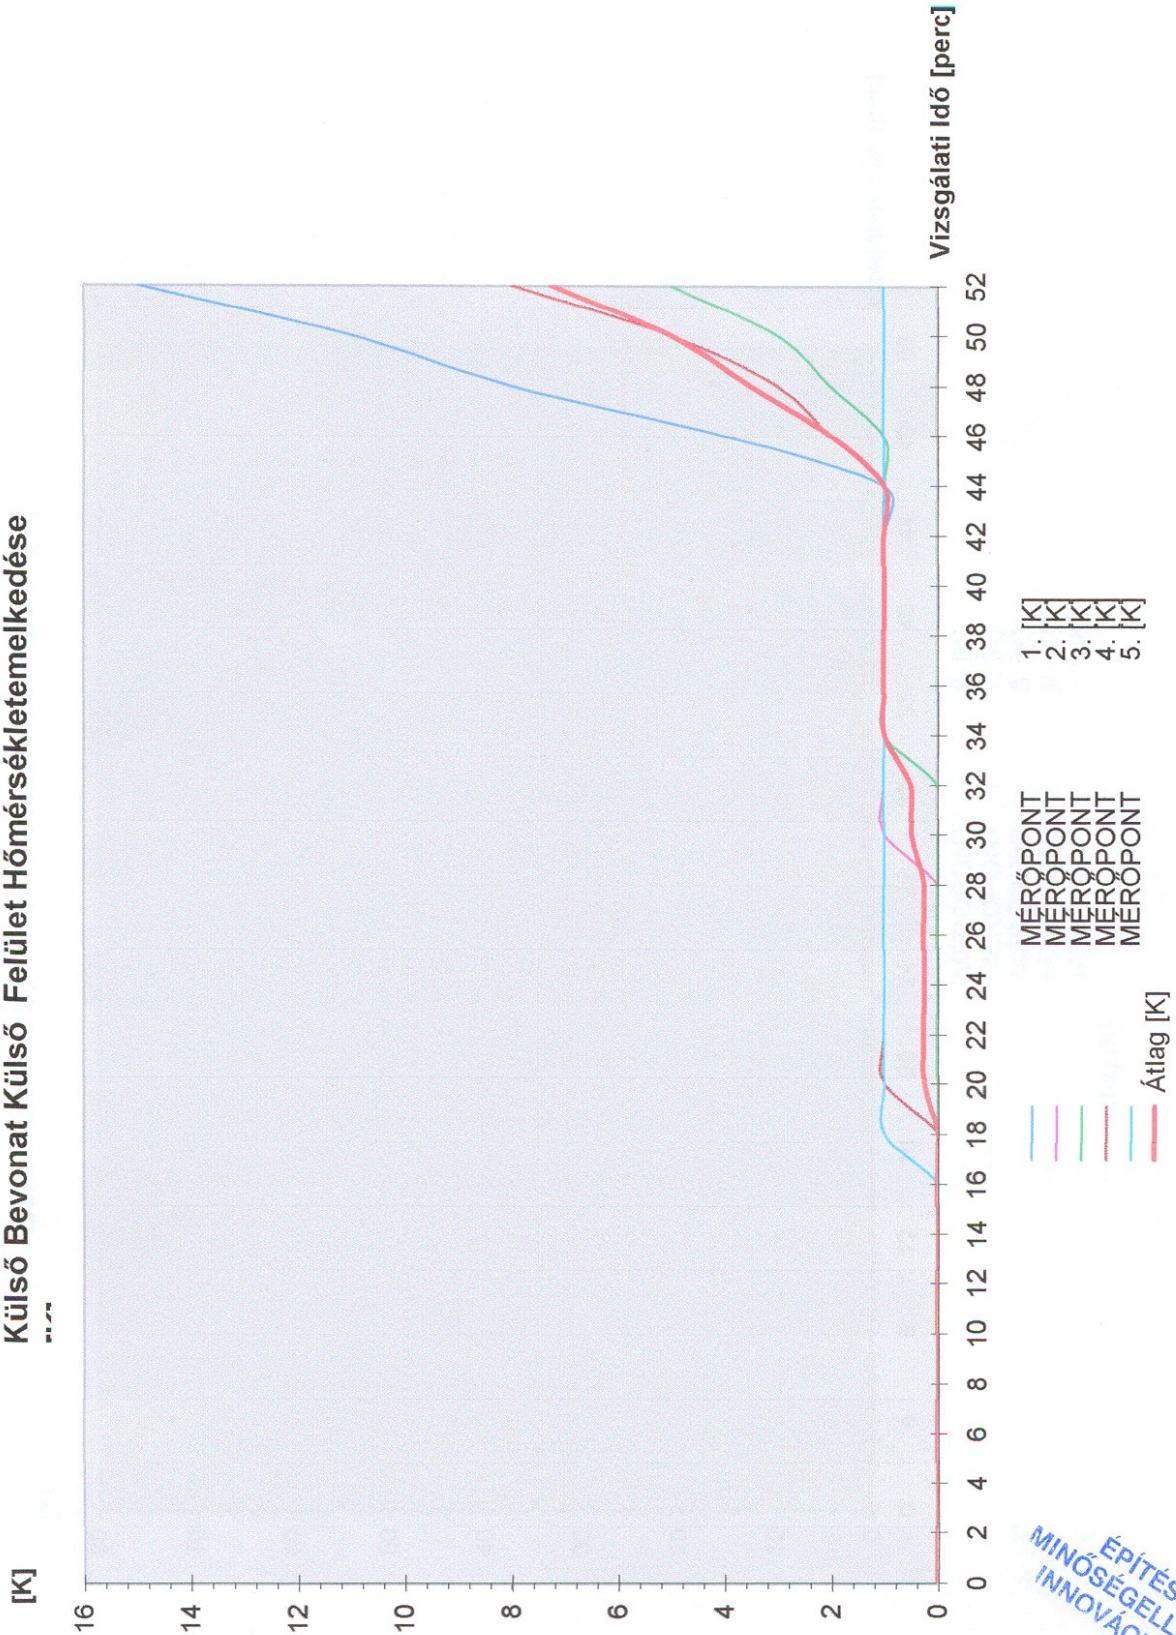 Külső Bevonat Külső Felület Hőmérsékletemelkedése
[K]
16
14
12
10
8
6
4
2
0
0 2 4 6 8 10 12 14 16 18 20 22 24 26 28 30 32 34 36 38 40 42 44 46 48 50 52
Vizsgálati Idő [perc]
MÉRŐPONT 1. [K]
MÉRŐPONT 2. [K]
MÉRŐPONT 3. [K]
MÉRŐPONT 4. [K]
MÉRŐPONT 5. [K]
Átlag [K]
ÉPÍTÉS
MINŐSÉGELL
INNOVÁC